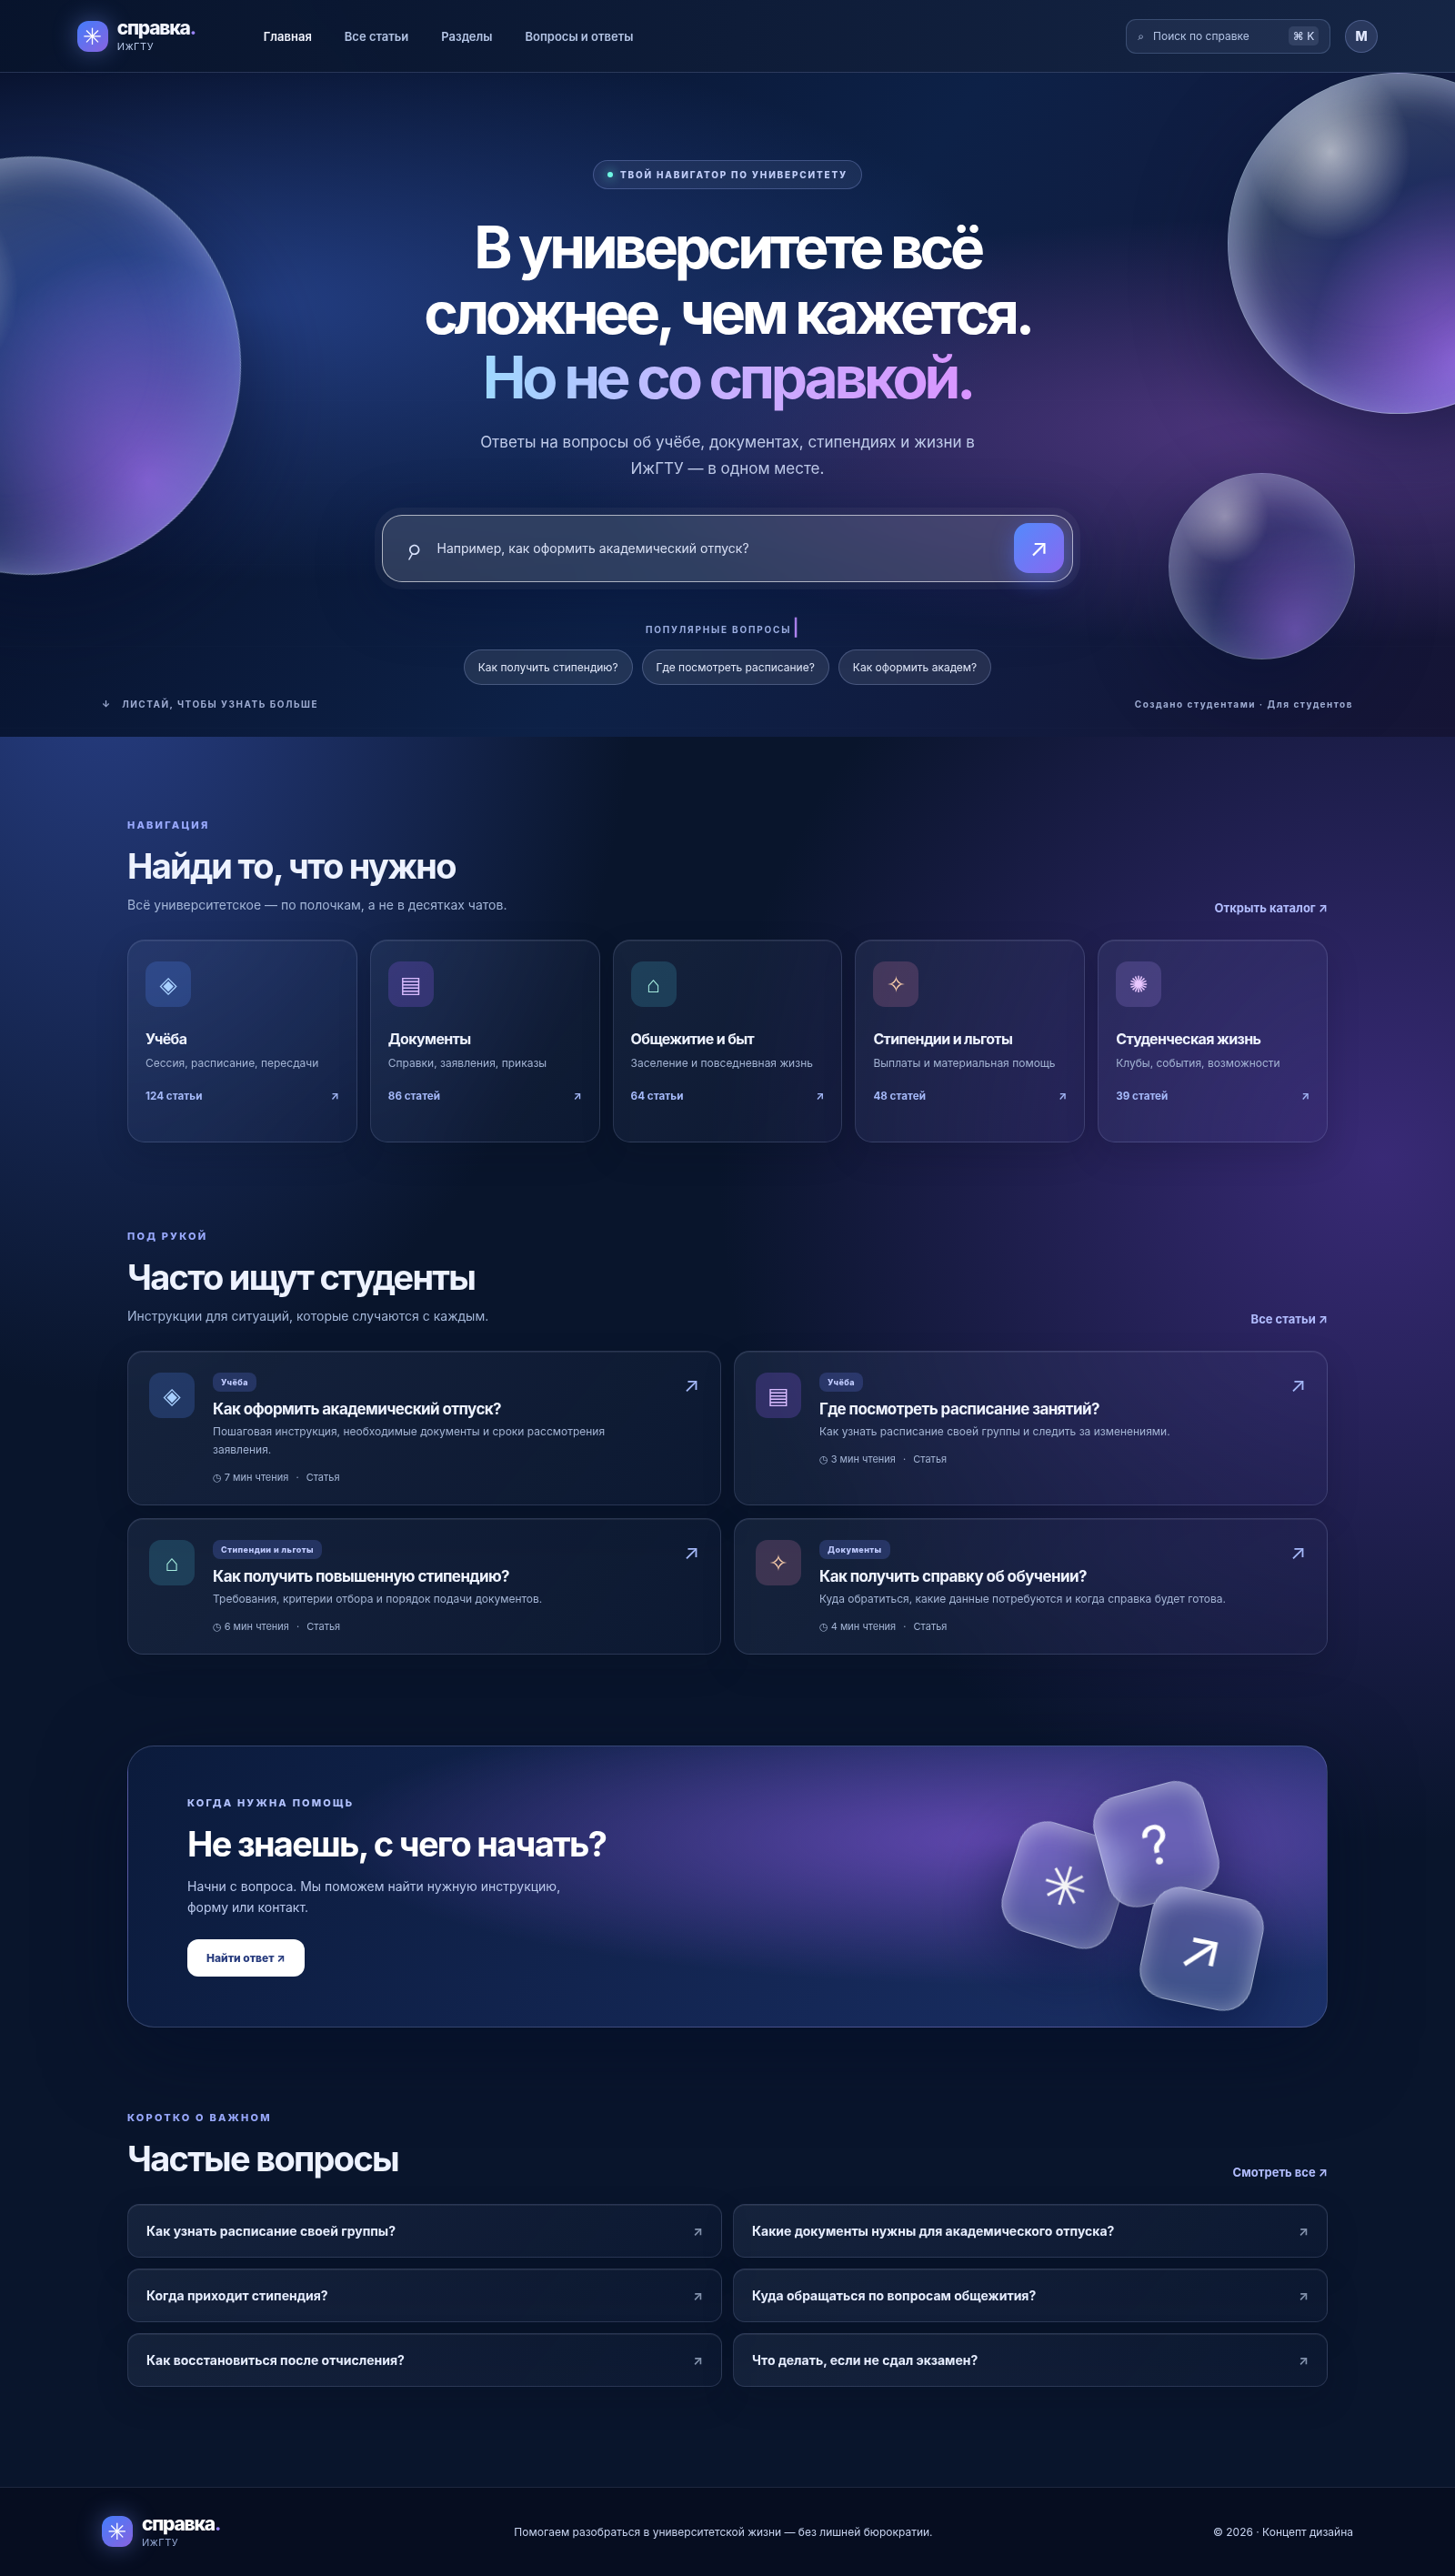 справка.
ИжГТУ
Главная
Все статьи
Разделы
Вопросы и ответы
Поиск по справке
⌘ K
M
ТВОЙ НАВИГАТОР ПО УНИВЕРСИТЕТУ
В университете всё
сложнее, чем кажется.
Но не со справкой.
Ответы на вопросы об учёбе, документах, стипендиях и жизни в
ИжГТУ — в одном месте.
Например, как оформить академический отпуск?
ПОПУЛЯРНЫЕ ВОПРОСЫ
Как получить стипендию?
Где посмотреть расписание?
Как оформить академ?
↓ ЛИСТАЙ, ЧТОБЫ УЗНАТЬ БОЛЬШЕ
Создано студентами · Для студентов
НАВИГАЦИЯ
Найди то, что нужно
Всё университетское — по полочкам, а не в десятках чатов.
Открыть каталог ↗
Учёба
Сессия, расписание, пересдачи
124 статьи ↗
Документы
Справки, заявления, приказы
86 статей ↗
Общежитие и быт
Заселение и повседневная жизнь
64 статьи ↗
Стипендии и льготы
Выплаты и материальная помощь
48 статей ↗
Студенческая жизнь
Клубы, события, возможности
39 статей ↗
ПОД РУКОЙ
Часто ищут студенты
Инструкции для ситуаций, которые случаются с каждым.
Все статьи ↗
Учёба
Как оформить академический отпуск?
Пошаговая инструкция, необходимые документы и сроки рассмотрения
заявления.
7 мин чтения · Статья
Учёба
Где посмотреть расписание занятий?
Как узнать расписание своей группы и следить за изменениями.
3 мин чтения · Статья
Стипендии и льготы
Как получить повышенную стипендию?
Требования, критерии отбора и порядок подачи документов.
6 мин чтения · Статья
Документы
Как получить справку об обучении?
Куда обратиться, какие данные потребуются и когда справка будет готова.
4 мин чтения · Статья
КОГДА НУЖНА ПОМОЩЬ
Не знаешь, с чего начать?
Начни с вопроса. Мы поможем найти нужную инструкцию,
форму или контакт.
Найти ответ ↗
?
КОРОТКО О ВАЖНОМ
Частые вопросы
Смотреть все ↗
Как узнать расписание своей группы? ↗
Какие документы нужны для академического отпуска? ↗
Когда приходит стипендия? ↗
Куда обращаться по вопросам общежития? ↗
Как восстановиться после отчисления? ↗
Что делать, если не сдал экзамен? ↗
справка.
ИжГТУ
Помогаем разобраться в университетской жизни — без лишней бюрократии.
© 2026 · Концепт дизайна